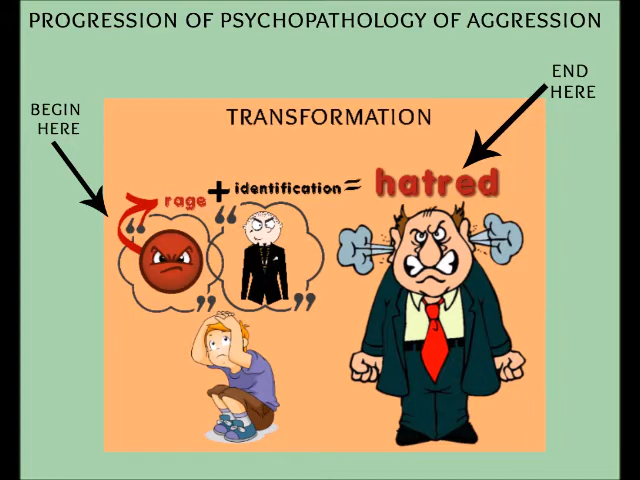 PROGRESSION OF PSYCHOPATHOLOGY OF AGGRESSION
BEGIN
HERE
END
HERE
TRANSFORMATION
rage + identification = hatred